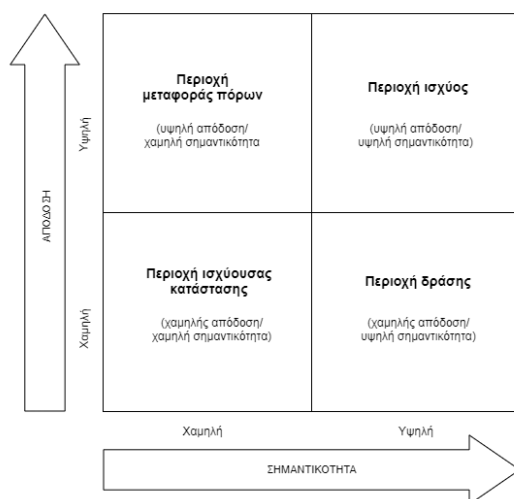 ΑΠΟΔΟΣΗ
Υψηλή
Χαμηλή
Περιοχή
μεταφοράς πόρων
(υψηλή απόδοση/
χαμηλή σημαντικότητα
Περιοχή ισχύος
(υψηλή απόδοση/
υψηλή σημαντικότητα)
Περιοχή ισχύουσας
κατάστασης
(χαμηλής απόδοση/
χαμηλή σημαντικότητα)
Περιοχή δράσης
(χαμηλής απόδοση/
υψηλή σημαντικότητα)
Χαμηλή
Υψηλή
ΣΗΜΑΝΤΙΚΟΤΗΤΑ